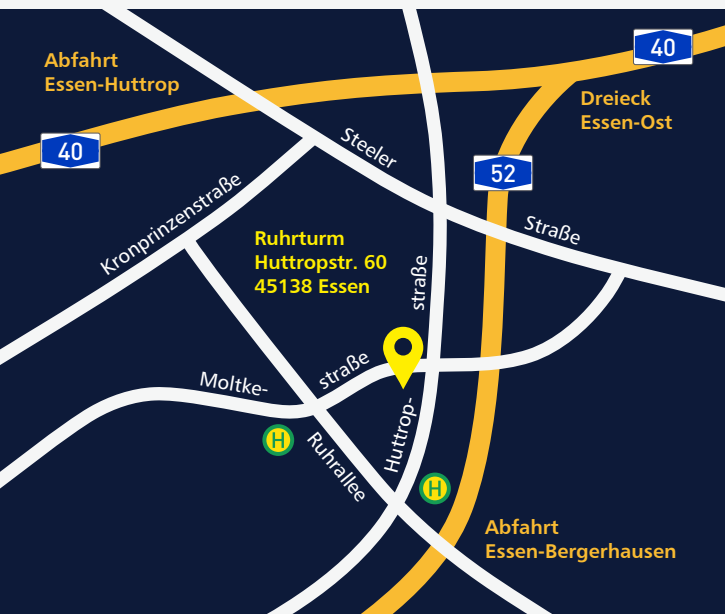 40
Abfahrt
Essen-Huttrop
Dreieck
Essen-Ost
40
Steeler
52
Kronprinzenstraße
Straße
Ruhrturm
Huttropstr. 60
45138 Essen
straße
straße
Moltke-
Huttrop-
H
Ruhrallee
H
Abfahrt
Essen-Bergerhausen